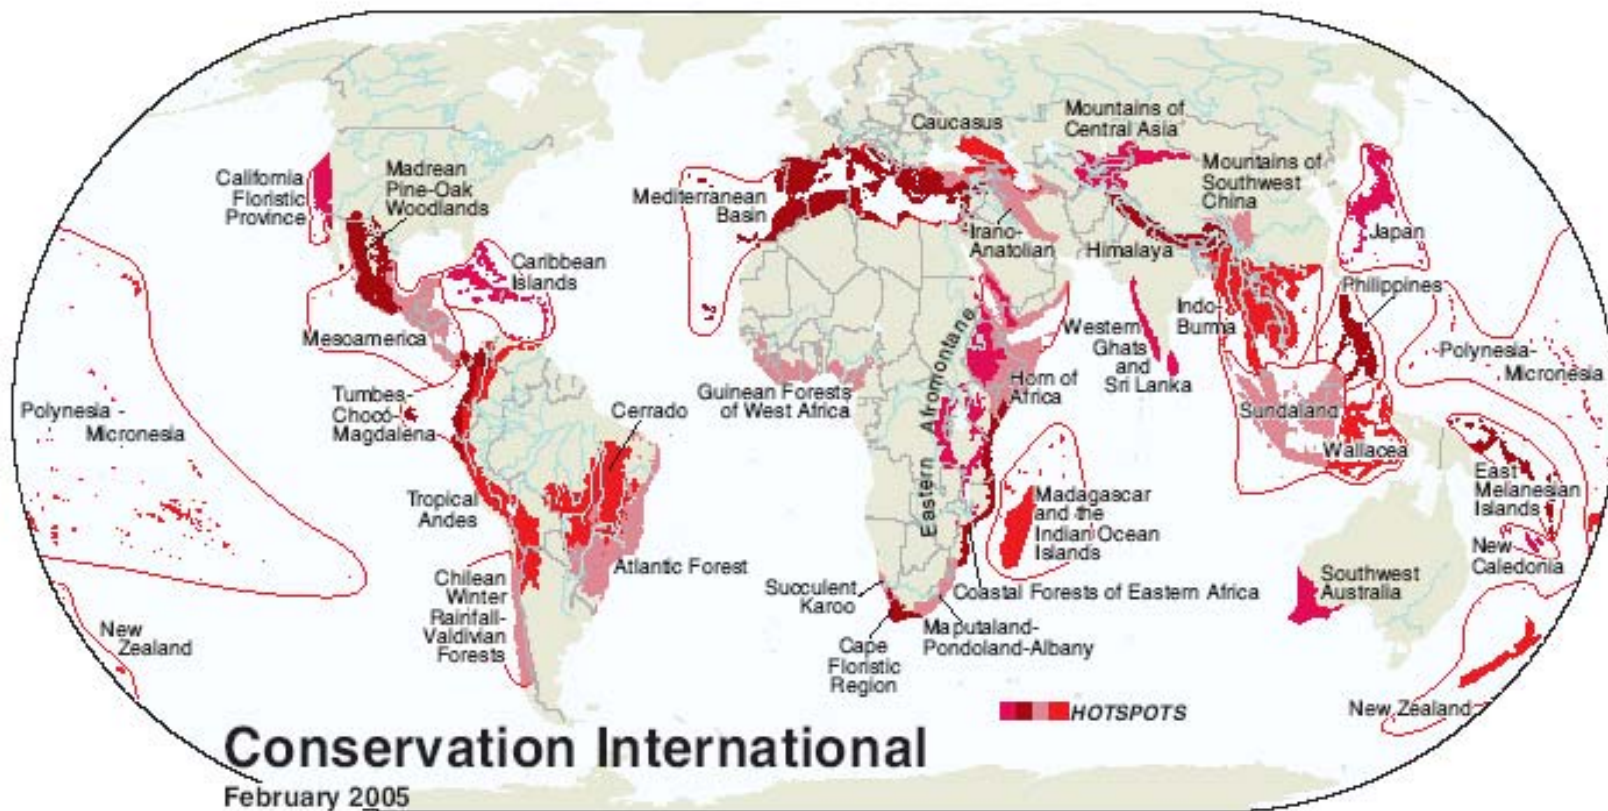 Caucasus
Mountains of
Central Asia
Mountains of
Southwest
China
California
Floristic
Province
Madrean
Pine-Oak
Woodlands
Mediterranean
Basin
Irano-
Anatolian
Himalaya
Japan
Caribbean
Islands
Philippines
Mesoamerica
Indo-
Burma
Western
Ghats
and
Sri Lanka
Polynesia-
Micronesia
Tumbes-
Chocó-
Magdalena
Polynesia -
Micronesia
Cerrado
Guinean Forests
of West Africa
Eastern Afromontane
Horn of
Africa
Sundaland
Wallacea
East
Melanesian
Islands
Tropical
Andes
Madagascar
and the
Indian Ocean
Islands
New
Caledonia
Atlantic Forest
Chilean
Winter
Rainfall-
Valdivian
Forests
Succulent
Karoo
Coastal Forests of Eastern Africa
Southwest
Australia
New
Zealand
Cape
Floristic
Region
Maputaland-
Pondoland-Albany
HOTSPOTS
New Zealand
Conservation International
February 2005